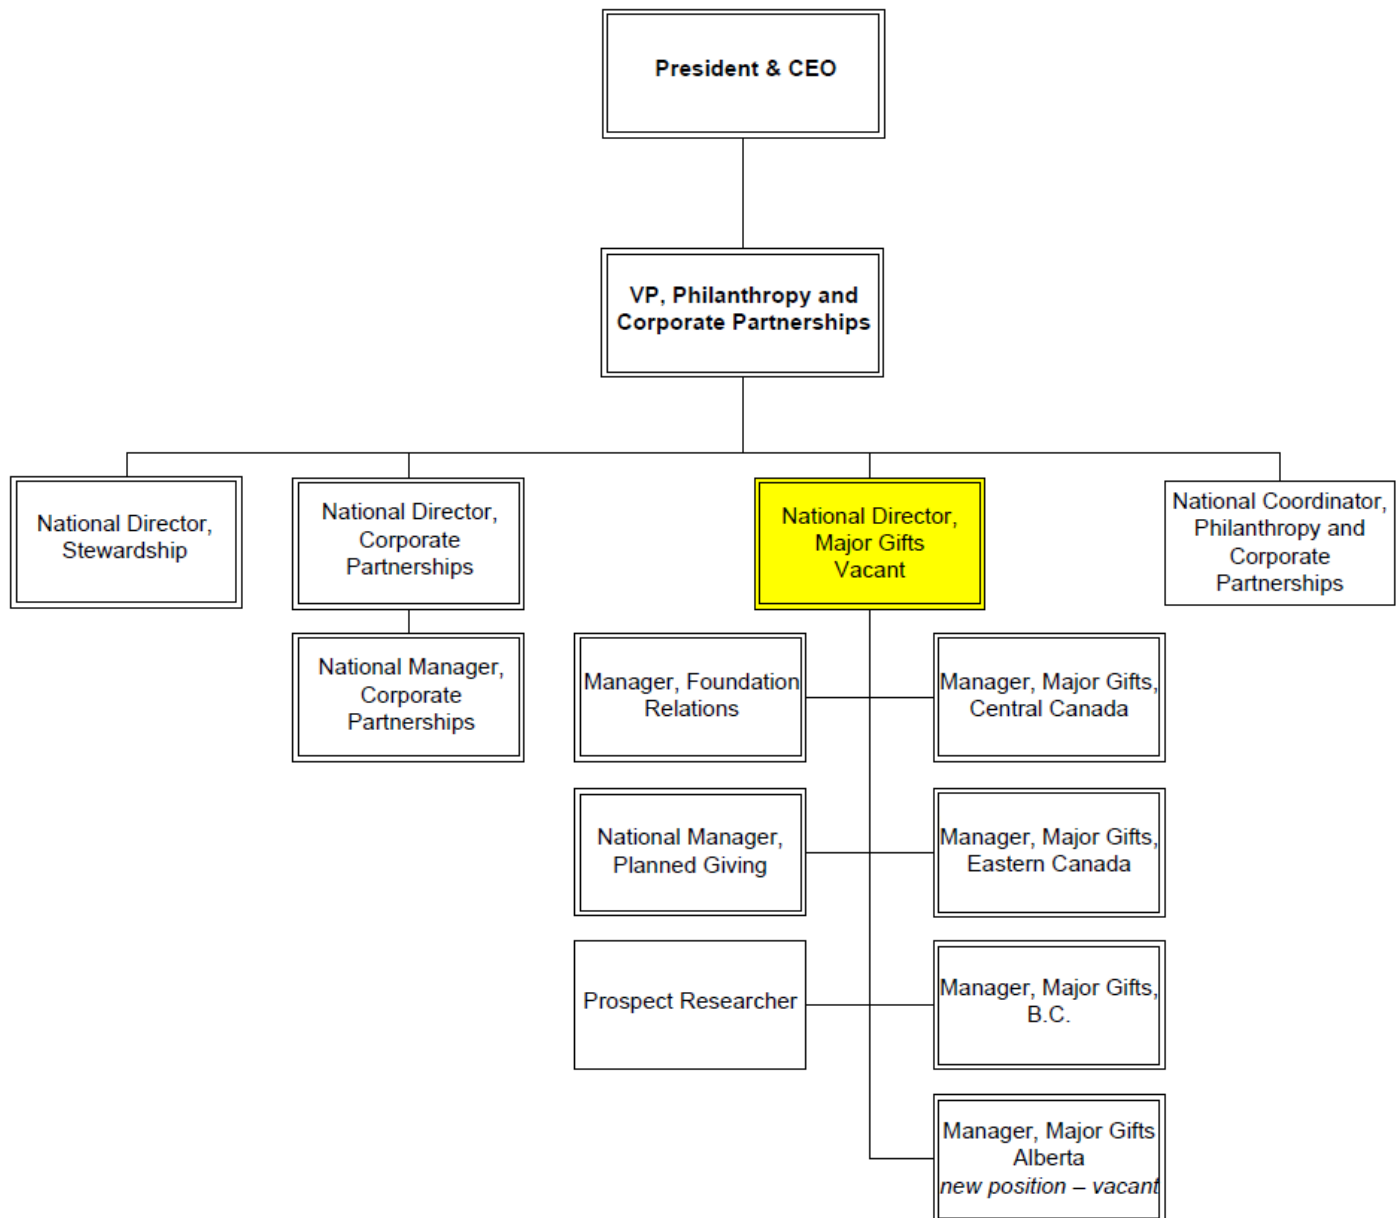 President & CEO
VP, Philanthropy and
Corporate Partnerships
National Director,
Stewardship
National Director,
Corporate
Partnerships
National Director,
Major Gifts
Vacant
National Coordinator,
Philanthropy and
Corporate
Partnerships
National Manager,
Corporate
Partnerships
Manager, Foundation
Relations
Manager, Major Gifts,
Central Canada
National Manager,
Planned Giving
Manager, Major Gifts,
Eastern Canada
Prospect Researcher
Manager, Major Gifts,
B.C.
Manager, Major Gifts
Alberta
new position – vacant